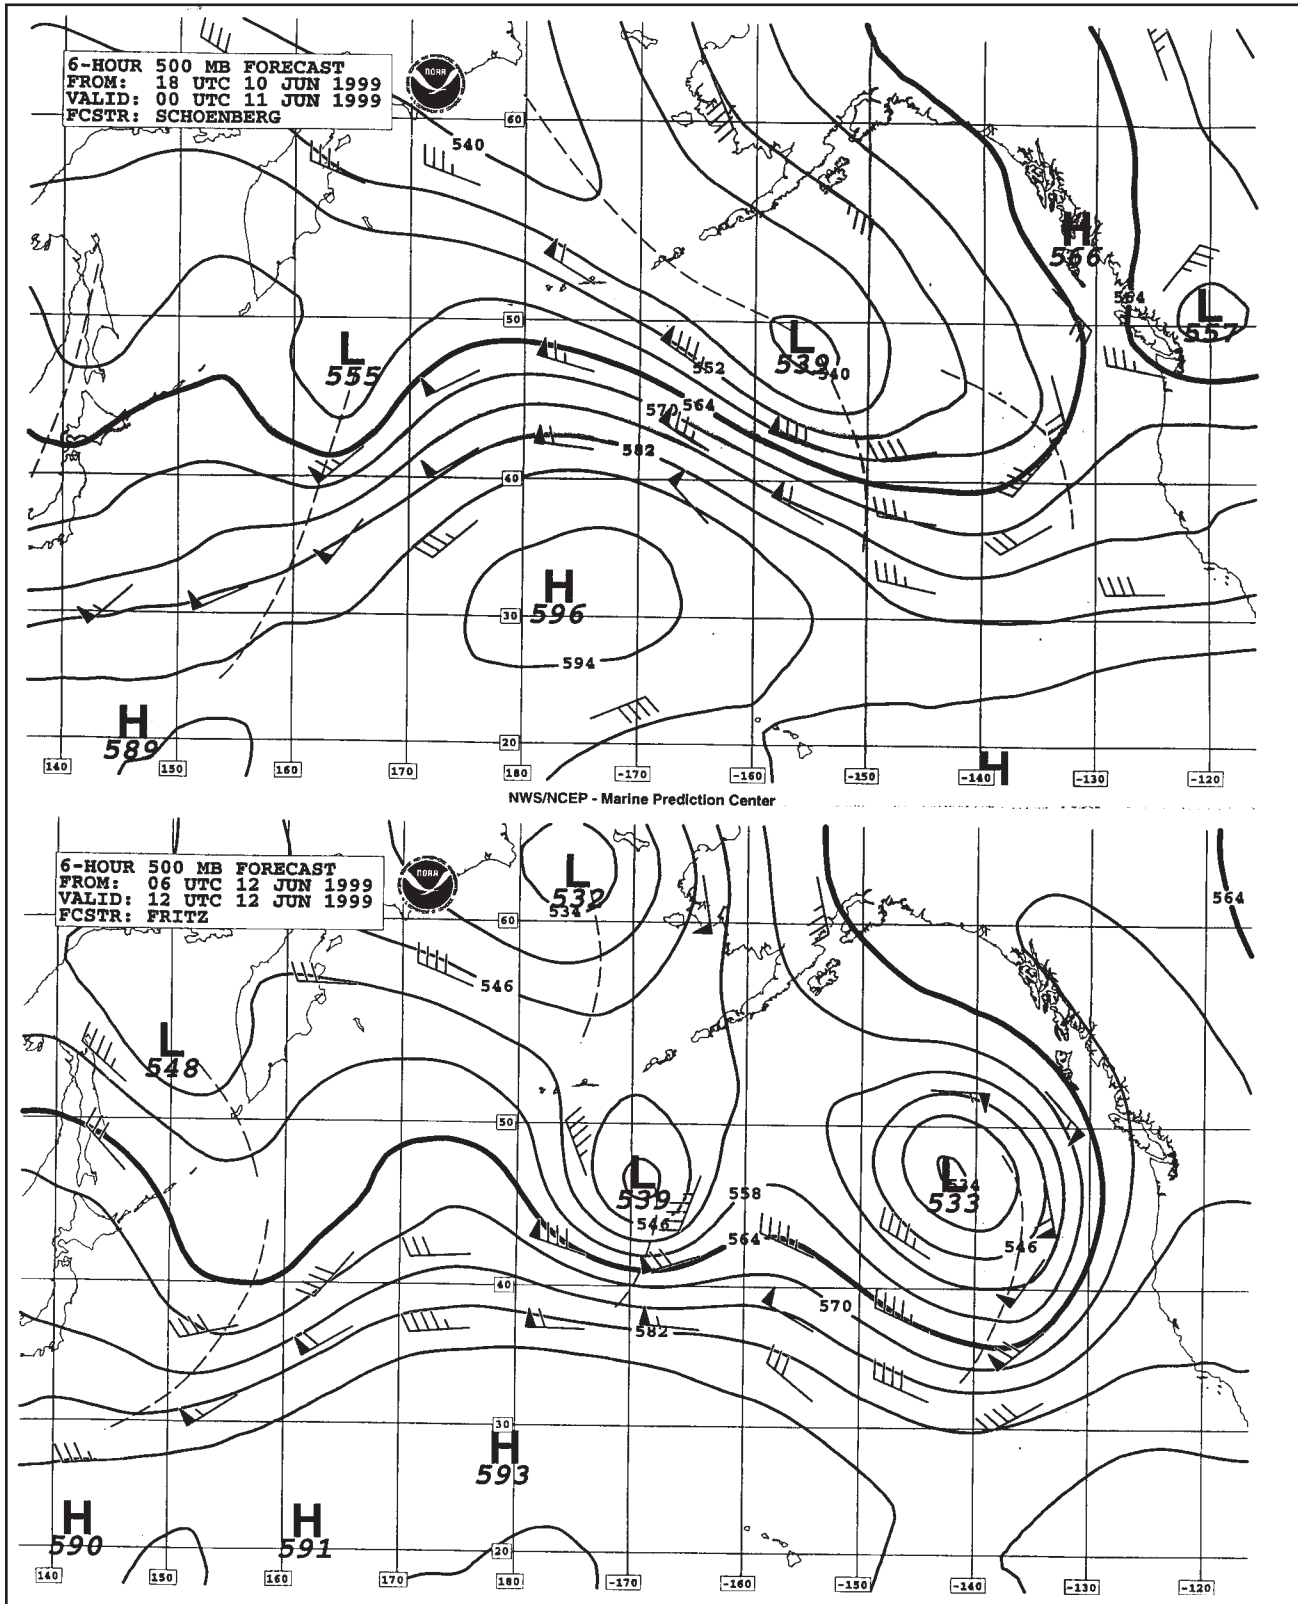 6-HOUR 500 MB FORECAST
FROM: 18 UTC 10 JUN 1999
VALID: 00 UTC 11 JUN 1999
FCSTR: SCHOENBERG
NOAA
60
540
H
566
564
L
557
50
L
555
L
539
540
552
570
564
582
40
H
596
30
594
H
589
20
H
140
150
160
170
180
-170
-160
-150
-140
-130
-120
NWS/NCEP - Marine Prediction Center
6-HOUR 500 MB FORECAST
FROM: 06 UTC 12 JUN 1999
VALID: 12 UTC 12 JUN 1999
FCSTR: FRITZ
NOAA
L
532
534
60
564
546
L
548
50
L
539
546
558
564
L
534
533
546
40
570
582
30
H
593
H
590
H
591
20
140
150
160
170
180
-170
-160
-150
-140
-130
-120